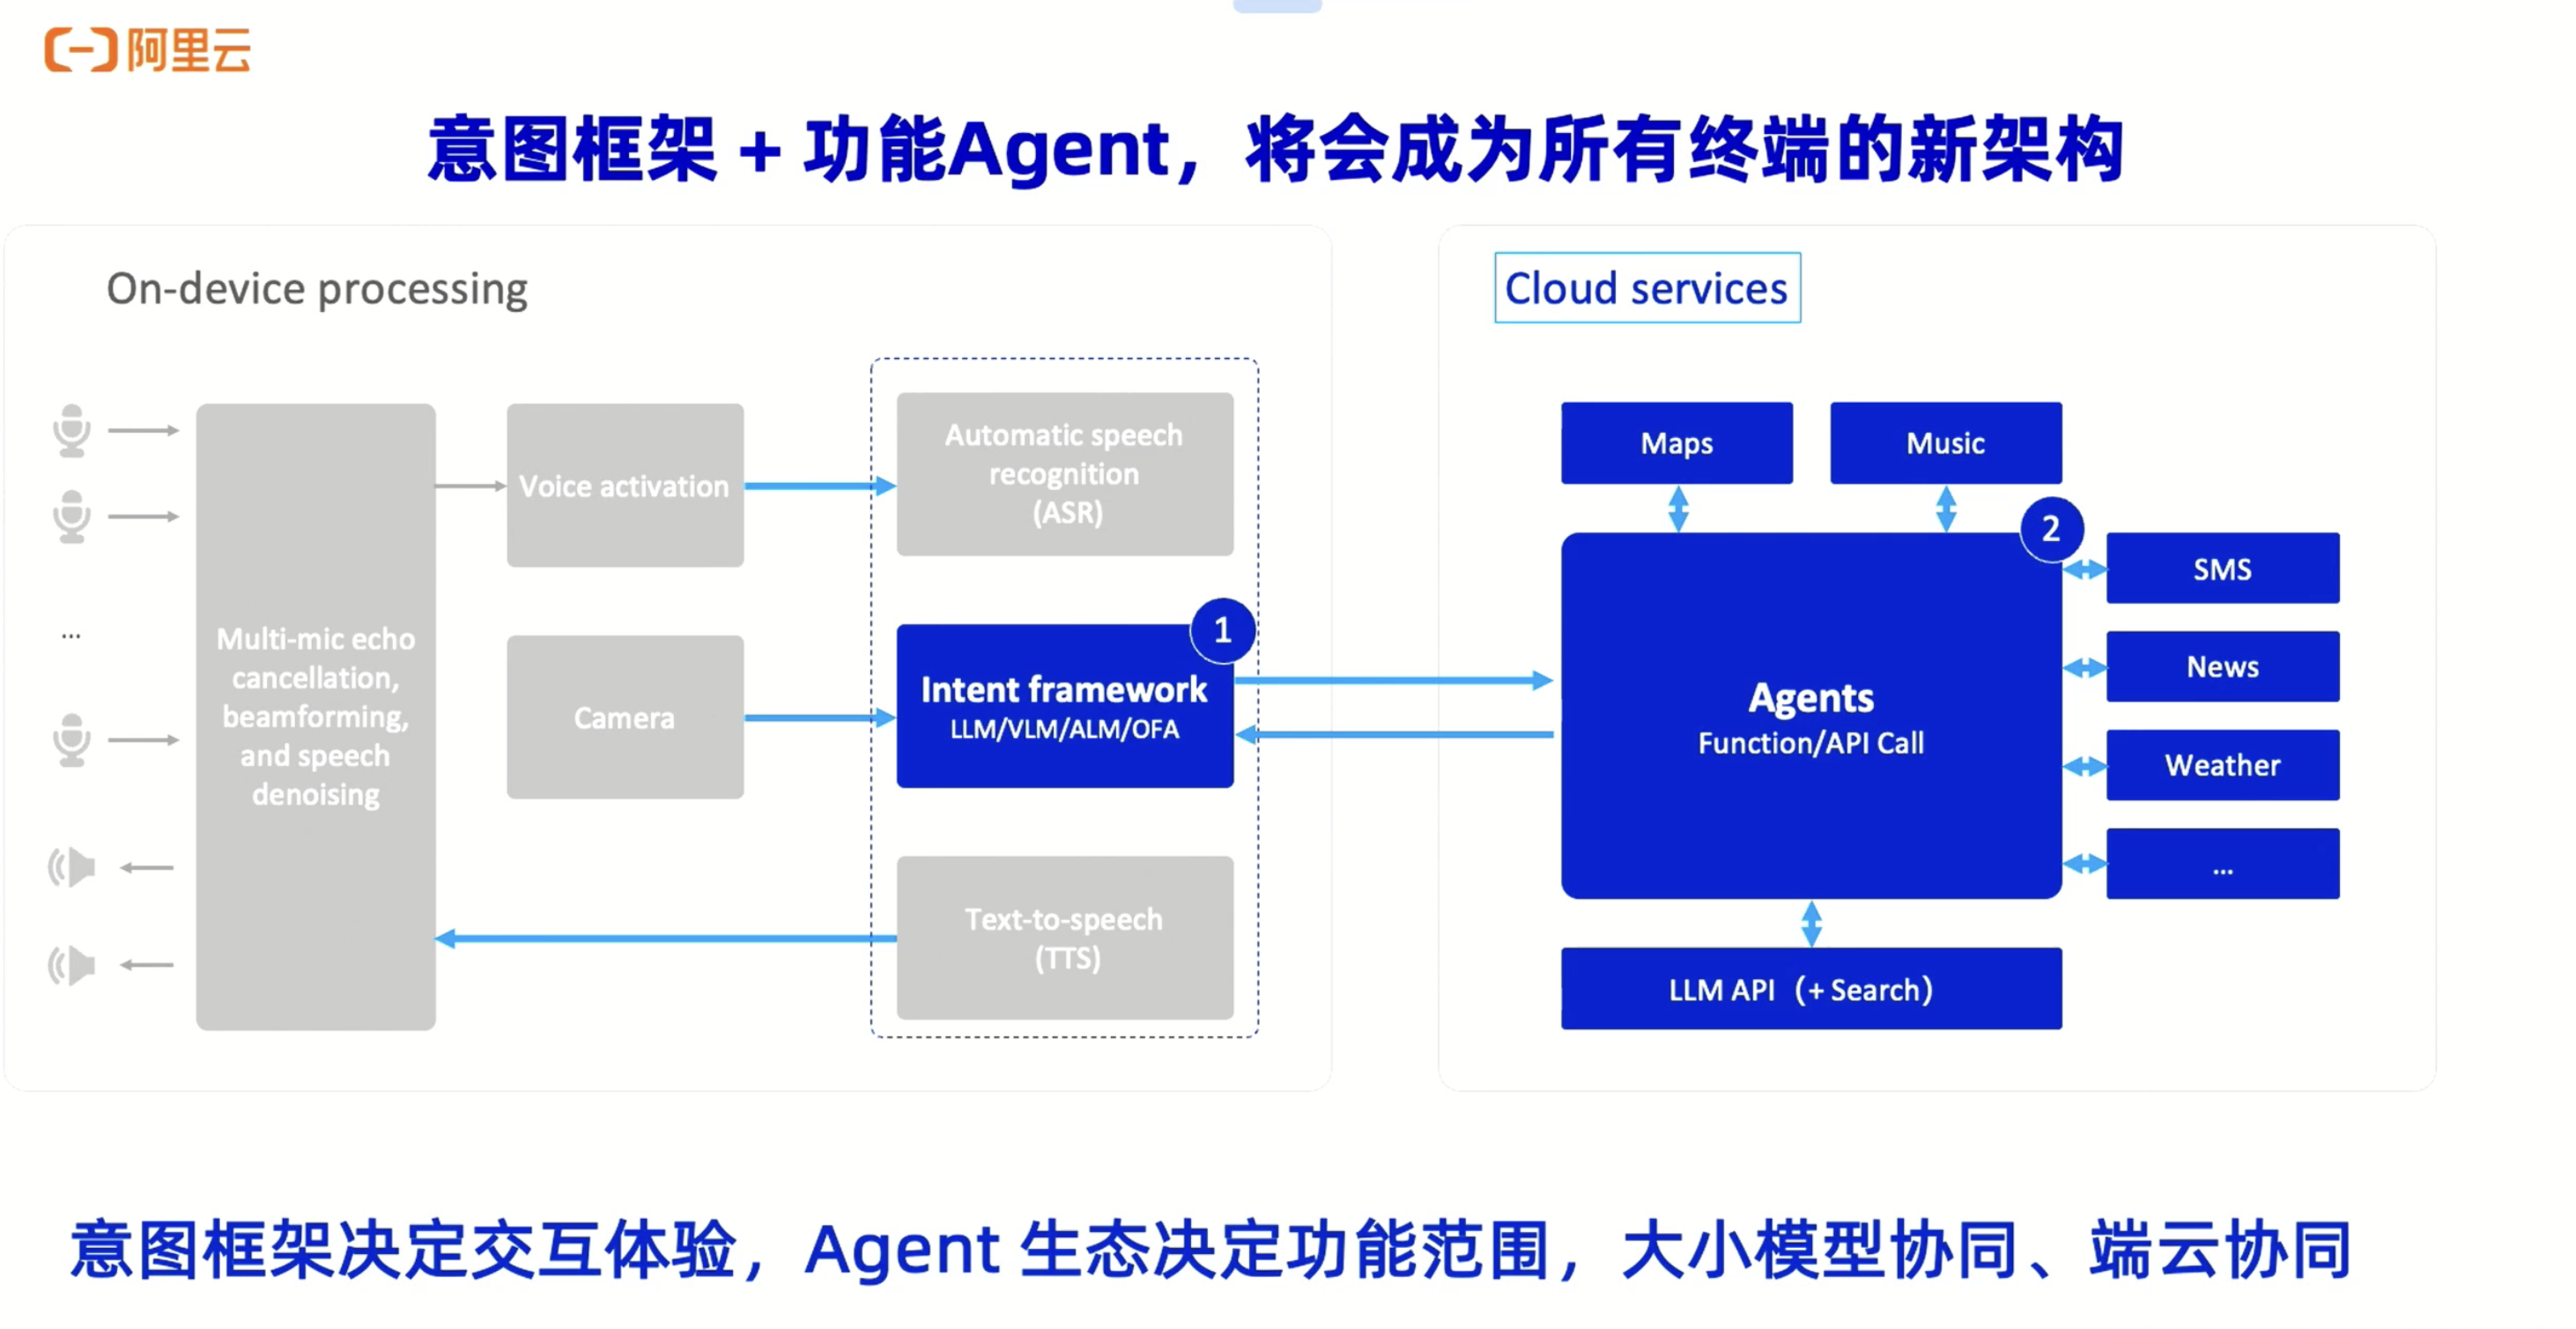 阿里云
意图框架 + 功能Agent，将会成为所有终端的新架构
On-device processing
...
Multi-mic echo
cancellation,
beamforming,
and speech
denoising
Voice activation
Camera
Automatic speech
recognition
(ASR)
1
Intent framework
LLM/VLM/ALM/OFA
Text-to-speech
(TTS)
Cloud services
Maps
Music
2
Agents
Function/API Call
SMS
News
Weather
...
LLM API（+ Search）
意图框架决定交互体验，Agent 生态决定功能范围，大小模型协同、端云协同